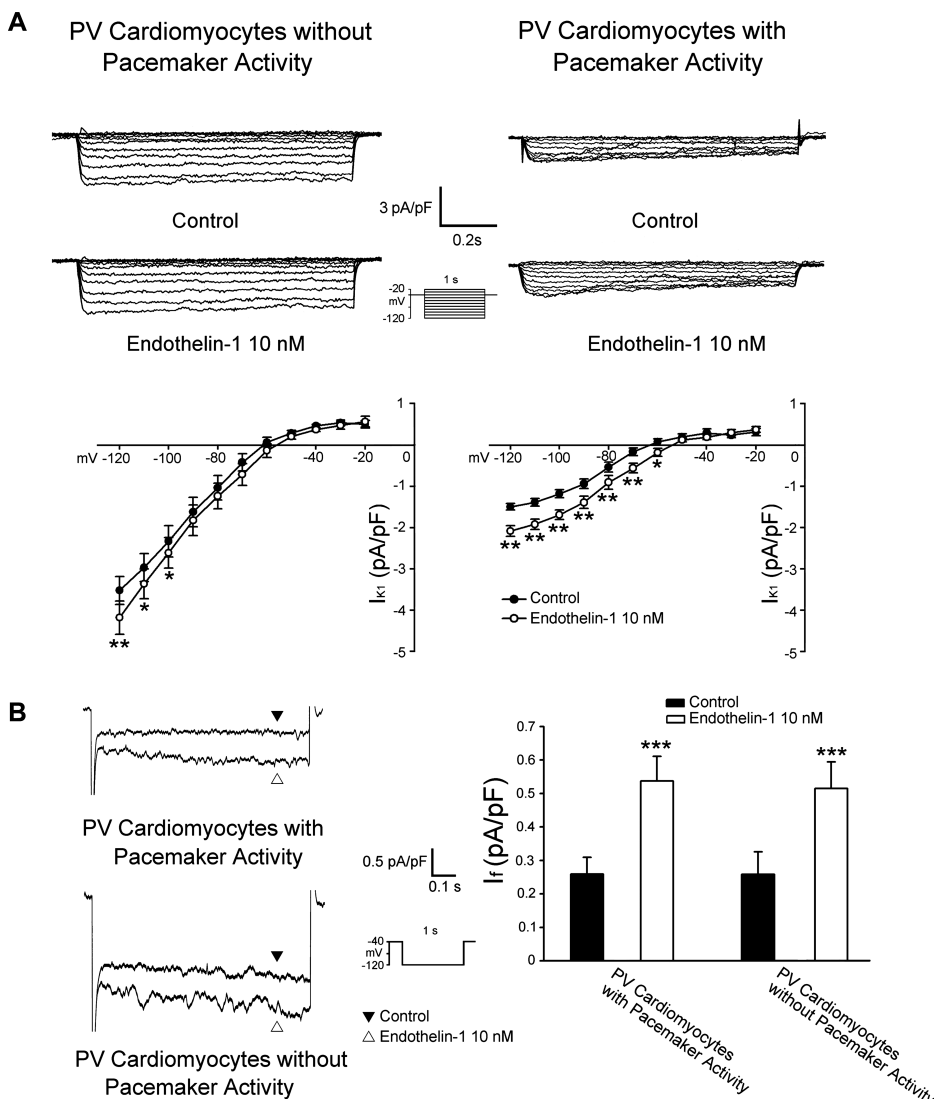 A
PV Cardiomyocytes without
Pacemaker Activity
PV Cardiomyocytes with
Pacemaker Activity
Control
3 pA/pF
0.2s
Control
1 s
-20
mV
-120
Endothelin-1 10 nM
Endothelin-1 10 nM
1
mV -120 -100 -80 -60 -40 -20 0
-1
-2
-3
-4
-5
IK1 (pA/pF)
* * **
1
mV -120 -100 -80 -60 -40 -20 0
-1
-2
-3
-4
-5
IK1 (pA/pF)
** ** ** ** ** ** *
Control
Endothelin-1 10 nM
B
PV Cardiomyocytes with
Pacemaker Activity
0.5 pA/pF
0.1 s
1 s
-40
mV
-120
Control
Endothelin-1 10 nM
PV Cardiomyocytes without
Pacemaker Activity
Control
Endothelin-1 10 nM
If (pA/pF)
0.7
0.6
0.5
0.4
0.3
0.2
0.1
0
***
***
PV Cardiomyocytes
with Pacemaker Activity
PV Cardiomyocytes
without Pacemaker Activity